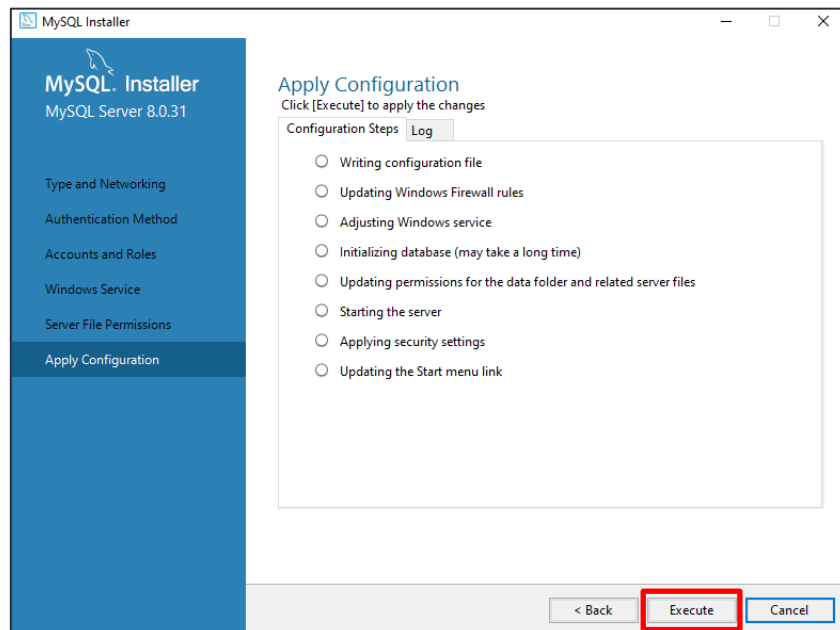 MySQL Installer
MySQL. Installer
MySQL Server 8.0.31
Type and Networking
Authentication Method
Accounts and Roles
Windows Service
Server File Permissions
Apply Configuration
Apply Configuration
Click [Execute] to apply the changes
Configuration Steps Log
Writing configuration file
Updating Windows Firewall rules
Adjusting Windows service
Initializing database (may take a long time)
Updating permissions for the data folder and related server files
Starting the server
Applying security settings
Updating the Start menu link
< Back Execute Cancel